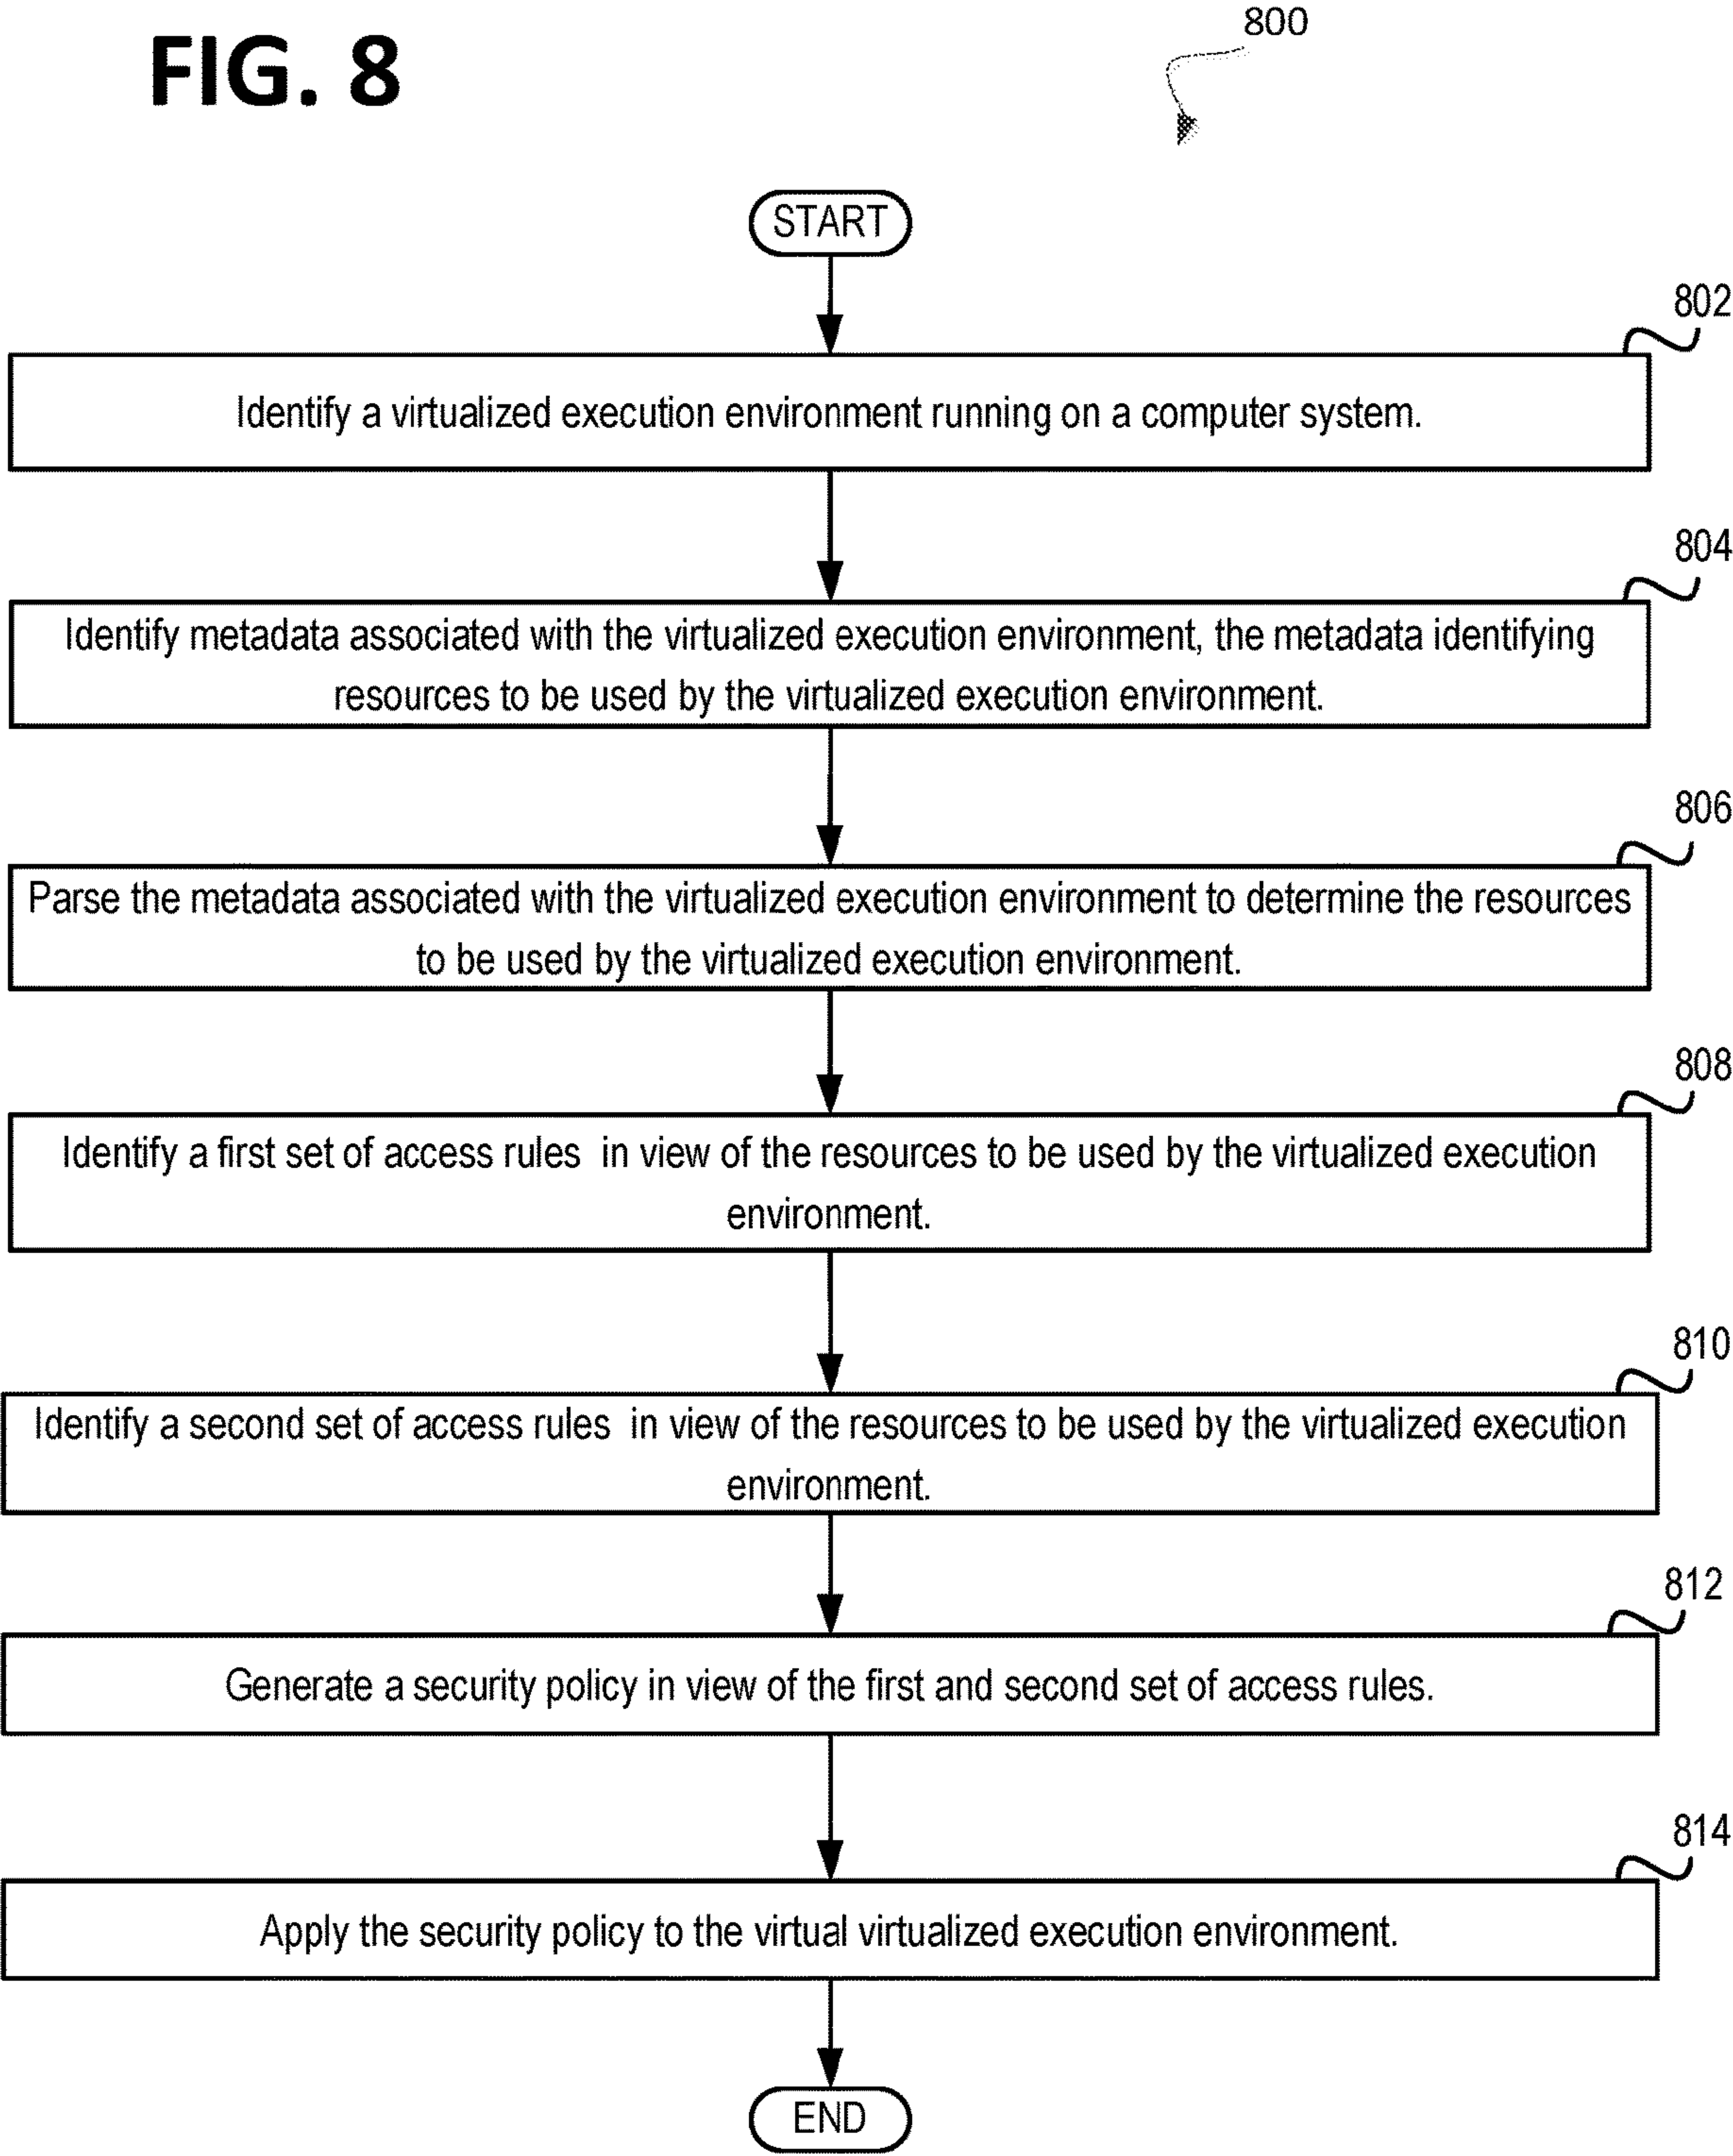 FIG. 8
800
START
802
Identify a virtualized execution environment running on a computer system.
804
Identify metadata associated with the virtualized execution environment, the metadata identifying
resources to be used by the virtualized execution environment.
806
Parse the metadata associated with the virtualized execution environment to determine the resources
to be used by the virtualized execution environment.
808
Identify a first set of access rules in view of the resources to be used by the virtualized execution
environment.
810
Identify a second set of access rules in view of the resources to be used by the virtualized execution
environment.
812
Generate a security policy in view of the first and second set of access rules.
814
Apply the security policy to the virtual virtualized execution environment.
END